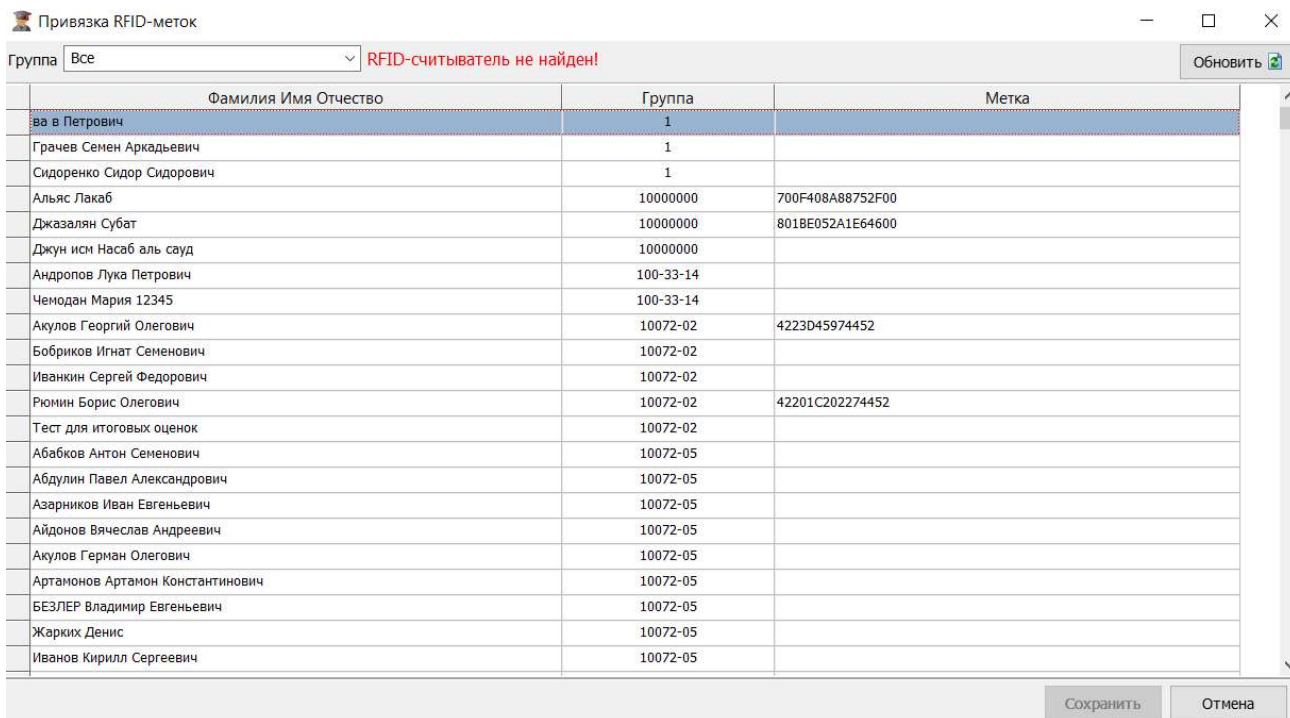 Привязка RFID-меток
Группа Все RFID-считыватель не найден! Обновить
Фамилия Имя Отчество Группа Метка
ва в Петрович 1
Грачев Семен Аркадьевич 1
Сидоренко Сидор Сидорович 1
Альяс Лакаб 10000000 700F408A88752F00
Джазалян Субат 10000000 801BE052A1E64600
Джун исм Насаб аль сауд 10000000
Андропов Лука Петрович 100-33-14
Чемодан Мария 12345 100-33-14
Акулов Георгий Олегович 10072-02 4223D45974452
Бобриков Игнат Семенович 10072-02
Иванкин Сергей Федорович 10072-02
Рюмин Борис Олегович 10072-02 42201C202274452
Тест для итоговых оценок 10072-02
Абабков Антон Семенович 10072-05
Абдулин Павел Александрович 10072-05
Азарников Иван Евгеньевич 10072-05
Айдонов Вячеслав Андреевич 10072-05
Акулов Герман Олегович 10072-05
Артамонов Артамон Константинович 10072-05
БЕЗЛЕР Владимир Евгеньевич 10072-05
Жарких Денис 10072-05
Иванов Кирилл Сергеевич 10072-05
Сохранить Отмена